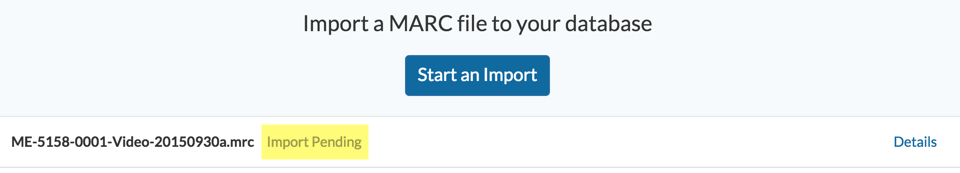 Import a MARC file to your database
Start an Import
ME-5158-0001-Video-20150930a.mrc Import Pending Details